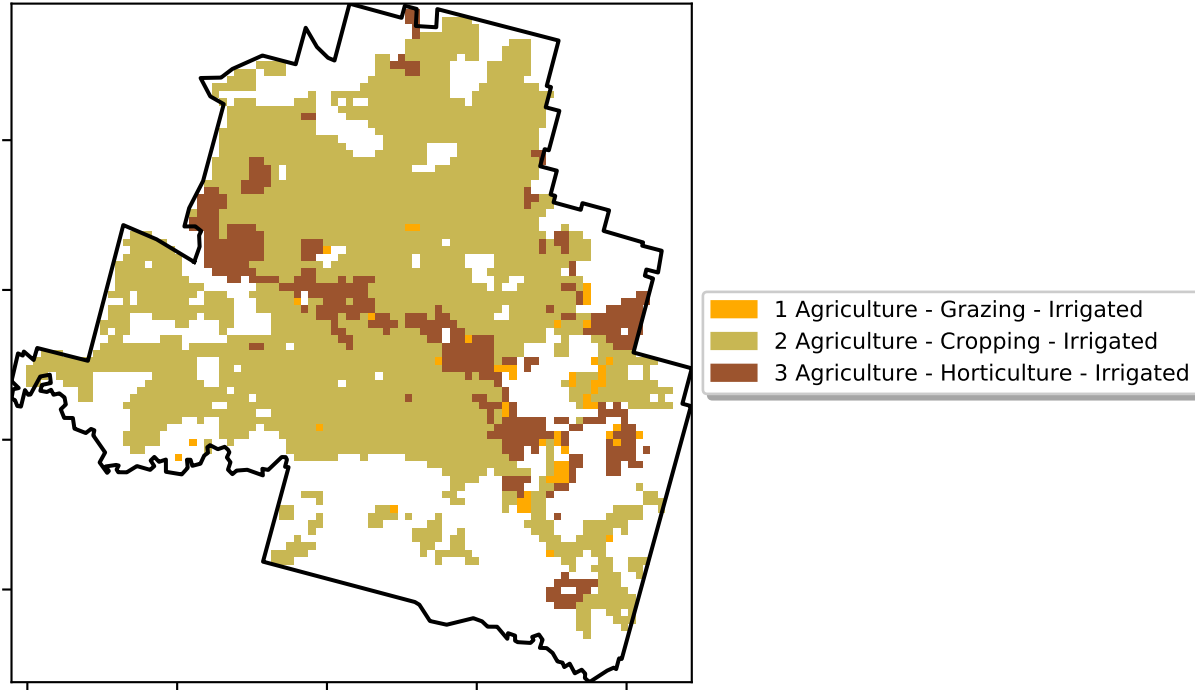 1 Agriculture - Grazing - Irrigated
2 Agriculture - Cropping - Irrigated
3 Agriculture - Horticulture - Irrigated